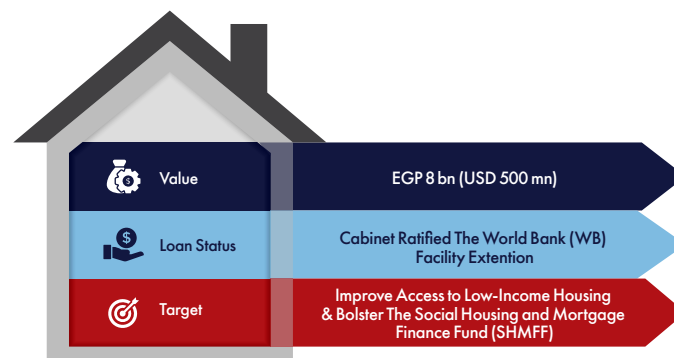 Value
EGP 8 bn (USD 500 mn)
Loan Status
Cabinet Ratified The World Bank (WB)
Facility Extention
Target
Improve Access to Low-Income Housing
& Bolster The Social Housing and Mortgage
Finance Fund (SHMFF)